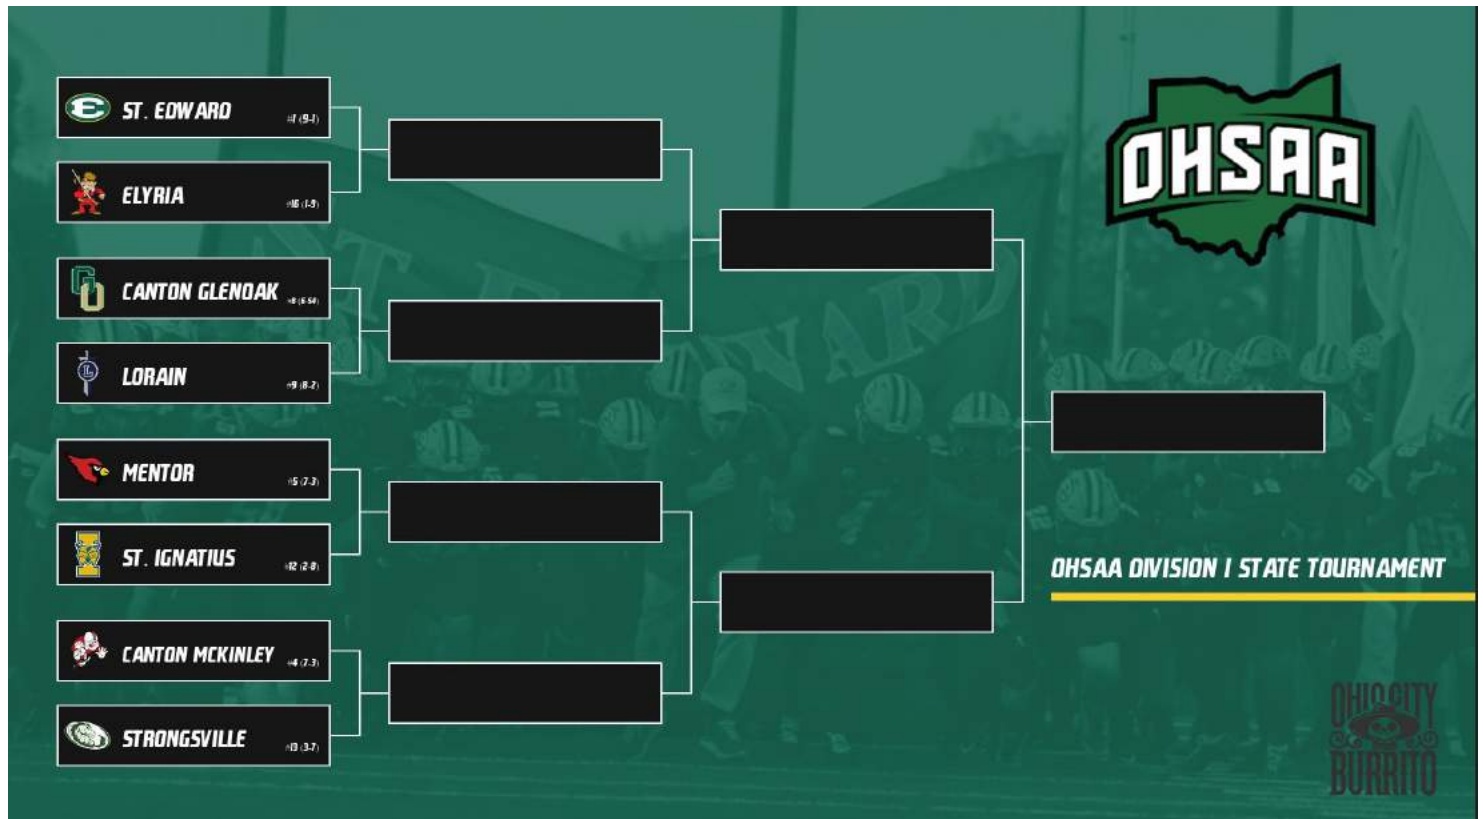 ST. EDWARD #1 (9-1)
ELYRIA #16 (1-9)
CANTON GLENOAK
LORAIN #9 (8-2)
MENTOR #5 (7-3)
ST. IGNATIUS #12 (2-8)
CANTON MCKINLEY #4 (7-3)
STRONGSVILLE #13 (3-7)
OHSAA
ST EDWARD
OHSAA DIVISION I STATE TOURNAMENT
OHIO CITY
BURRITO